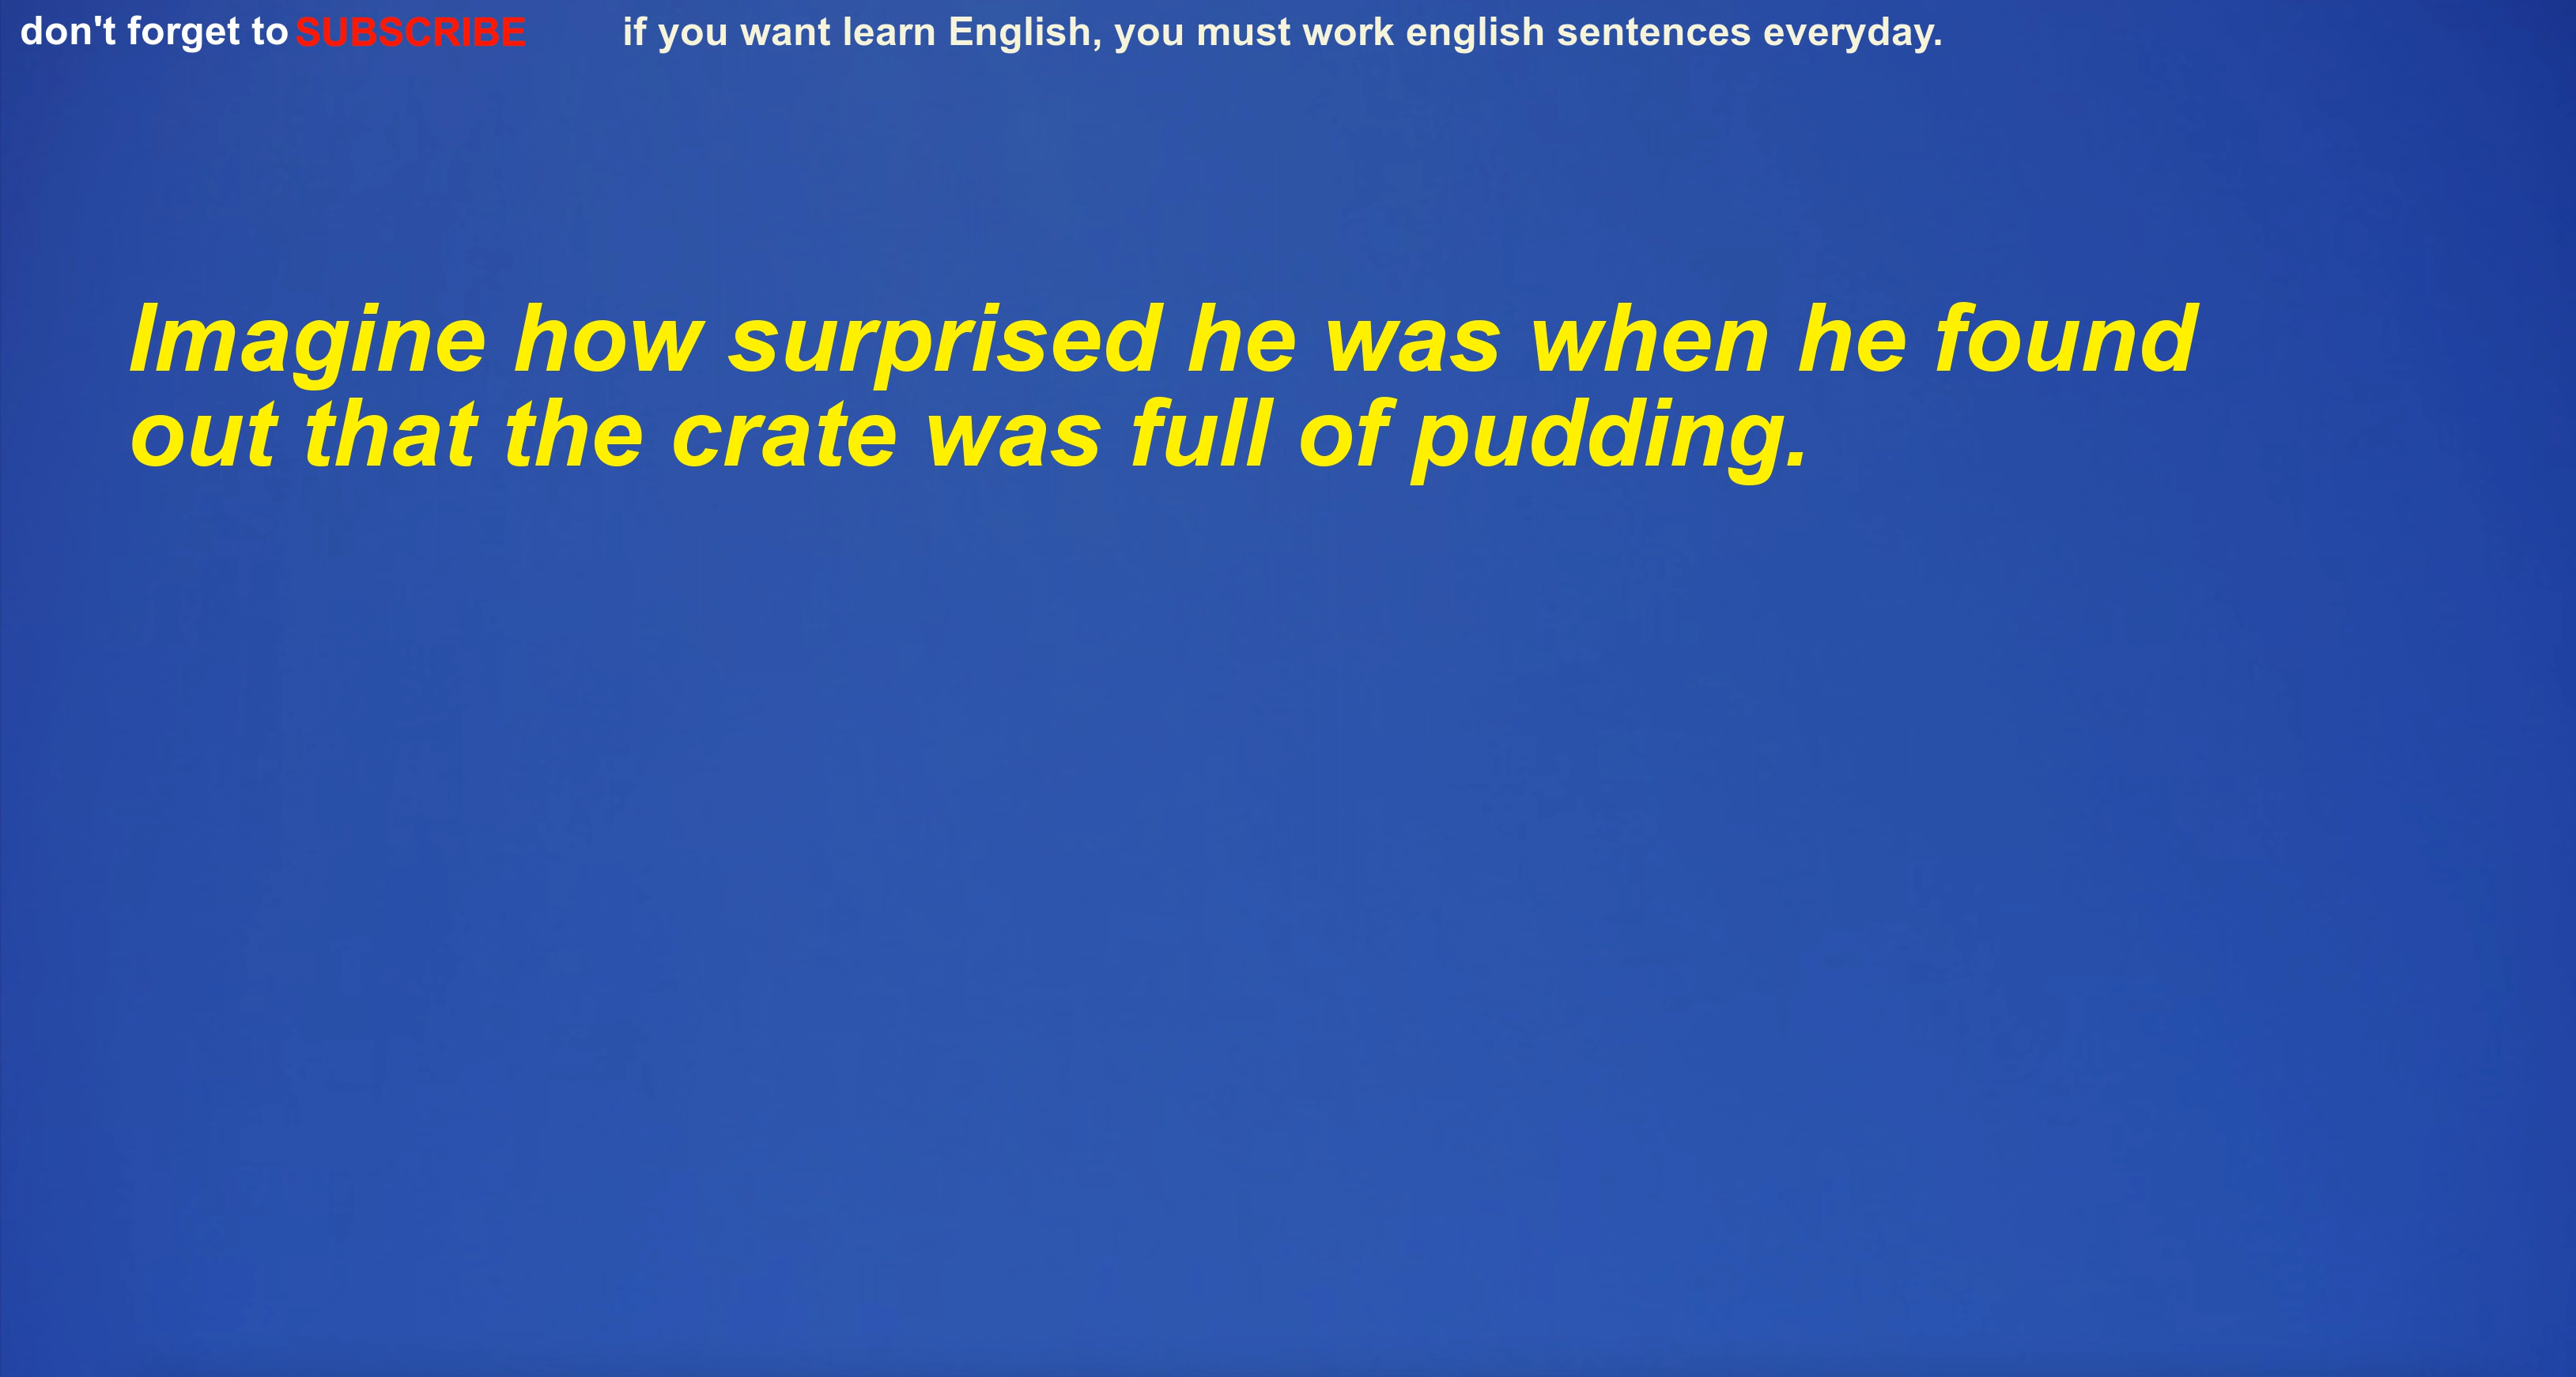 don't forget to SUBSCRIBE if you want learn English, you must work english sentences everyday.
Imagine how surprised he was when he found
out that the crate was full of pudding.